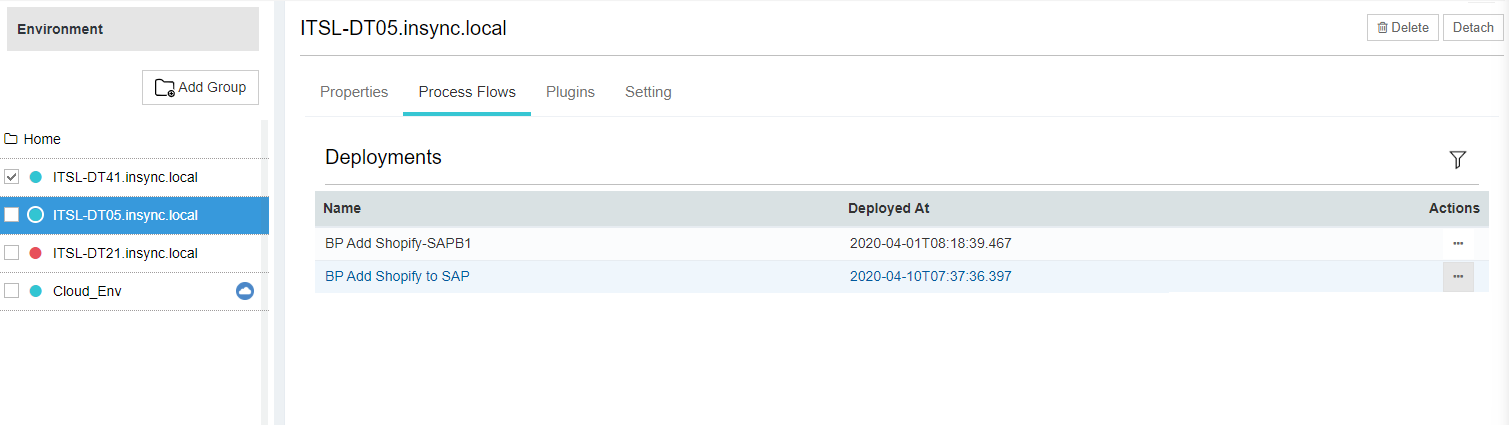 Environment
Add Group
Home
ITSL-DT41.insync.local
ITSL-DT05.insync.local
ITSL-DT21.insync.local
Cloud_Env
ITSL-DT05.insync.local
Delete Detach
Properties Process Flows Plugins Setting
Deployments
Name Deployed At Actions
BP Add Shopify-SAPB1 2020-04-01T08:18:39.467 ...
BP Add Shopify to SAP 2020-04-10T07:37:36.397 ...